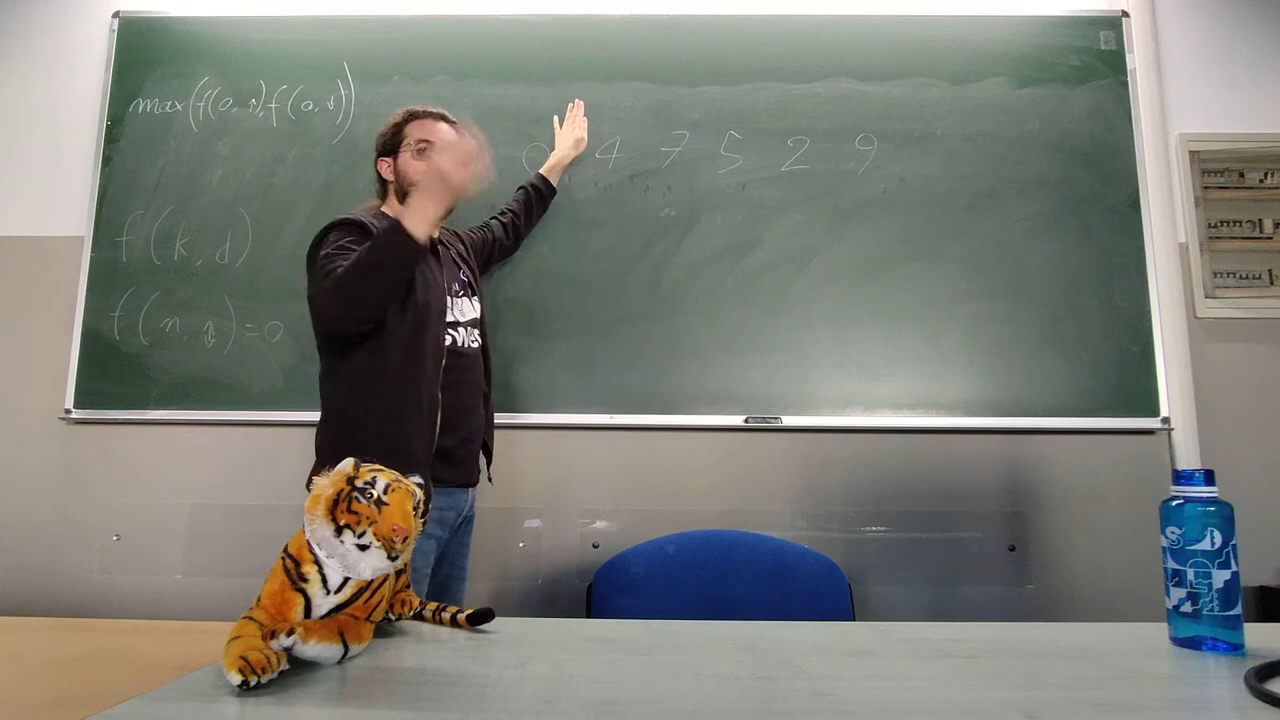 max(f(0,↑),f(0,↓))
0 4 7 5 2 9
f(k,d)
f(n,↕)=0